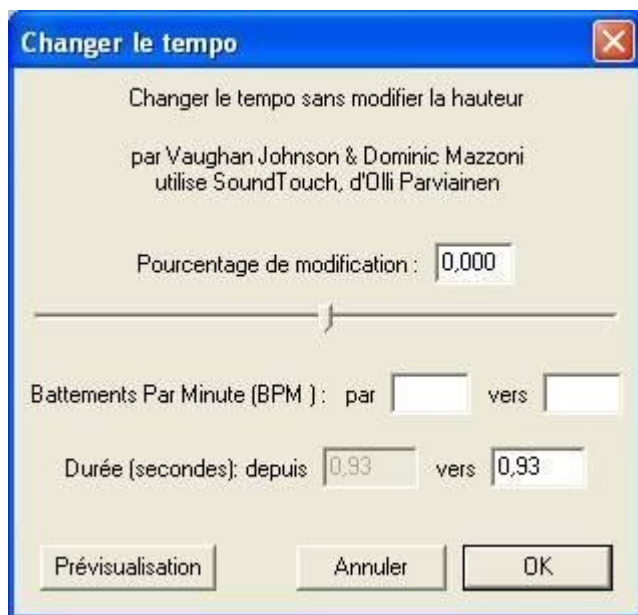 Changer le tempo
Changer le tempo sans modifier la hauteur
par Vaughan Johnson & Dominic Mazzoni
utilise SoundTouch, d'Olli Parviainen
Pourcentage de modification : 0,000
Battements Par Minute (BPM ) : par vers
Durée (secondes): depuis 0,93 vers 0,93
Prévisualisation Annuler OK